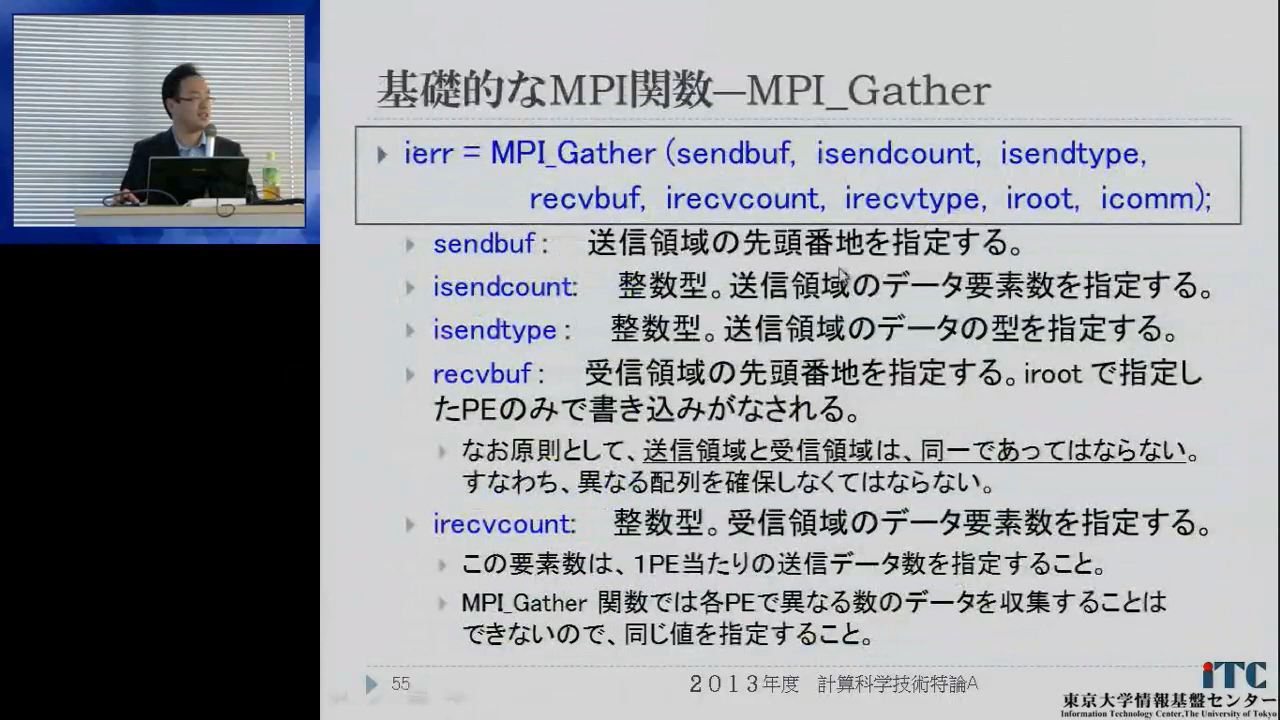 基礎的なMPI関数―MPI_Gather
ierr = MPI_Gather (sendbuf, isendcount, isendtype,
recvbuf, irecvcount, irecvtype, iroot, icomm);
sendbuf : 送信領域の先頭番地を指定する。
isendcount: 整数型。送信領域のデータ要素数を指定する。
isendtype : 整数型。送信領域のデータの型を指定する。
recvbuf : 受信領域の先頭番地を指定する。iroot で指定し
たPEのみで書き込みがなされる。
なお原則として、送信領域と受信領域は、同一であってはならない。
すなわち、異なる配列を確保しなくてはならない。
irecvcount: 整数型。受信領域のデータ要素数を指定する。
この要素数は、1PE当たりの送信データ数を指定すること。
MPI_Gather 関数では各PEで異なる数のデータを収集することは
できないので、同じ値を指定すること。
55
2013年度 計算科学技術特論A
iTC
東京大学情報基盤センター
Information Technology Center,The University of Tokyo